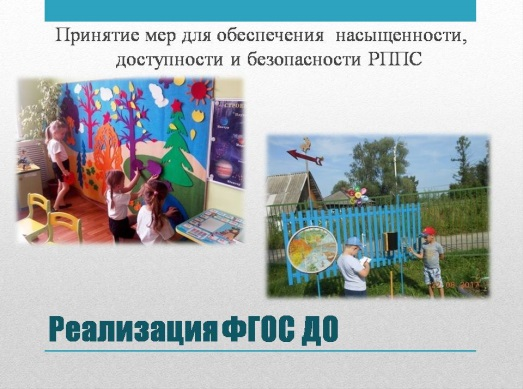 Принятие мер для обеспечения насыщенности,
доступности и безопасности РППС
Реализация ФГОС ДО